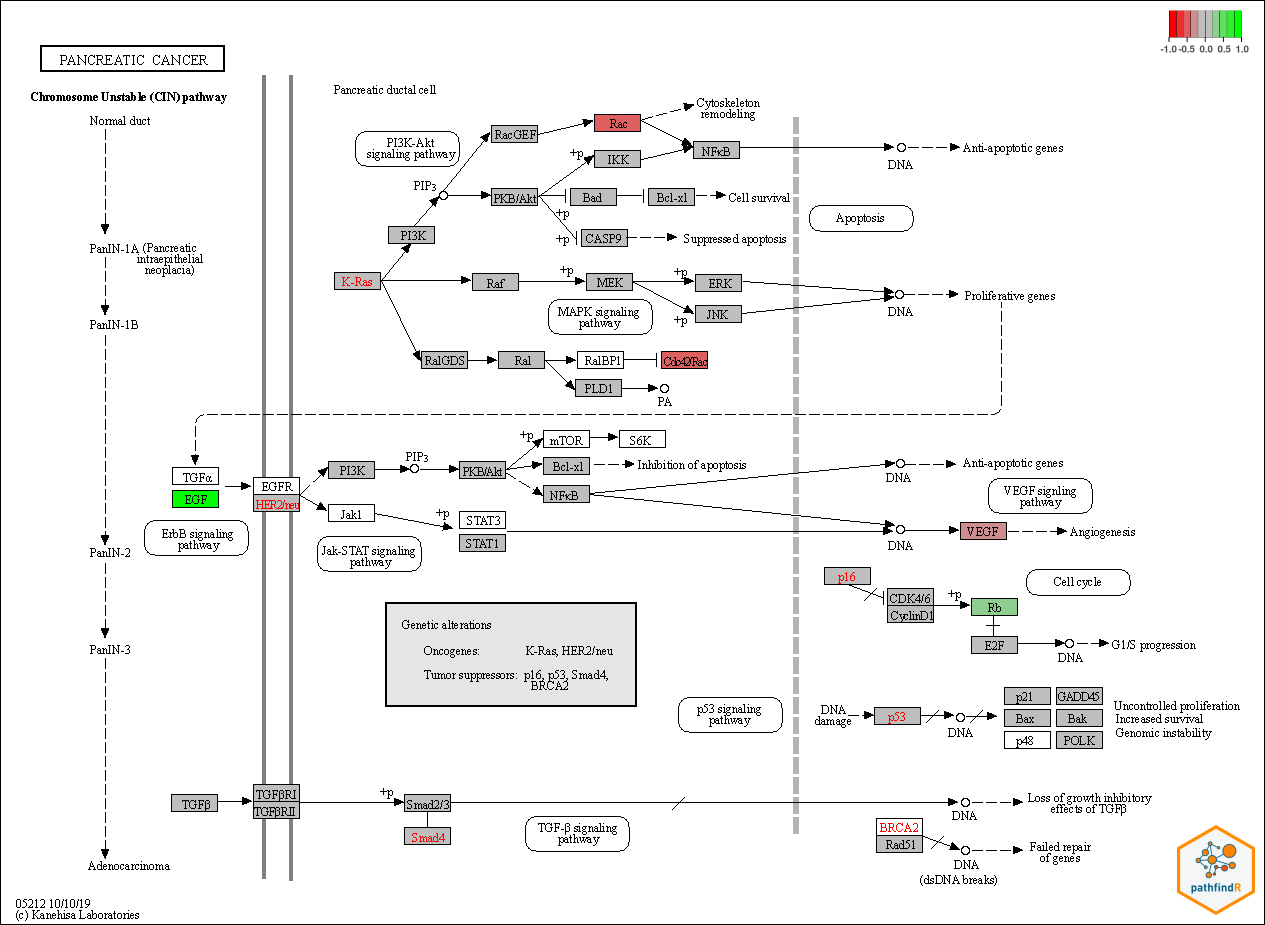 PANCREATIC CANCER
-1.0 -0.5 0.0 0.5 1.0
Chromosome Unstable (CIN) pathway
Pancreatic ductal cell
Normal duct
PI3K-Akt
signaling pathway
RacGEF
Rac
Cytoskeleton
remodeling
+p
IKK
NFκB
DNA
Anti-apoptotic genes
PIP3
PKB/Akt
Bad
Bcl-xl
Cell survival
+p
+p
CASP9
Suppressed apoptosis
Apoptosis
PI3K
PanIN-1A (Pancreatic
intraepithelial
neoplacia)
K-Ras
Raf
+p
MEK
+p
ERK
DNA
Proliferative genes
MAPK signaling
pathway
+p
JNK
PanIN-1B
RalGDS
Ral
RalBP1
Cdc42/Rac
PLD1
PA
TGFα
EGF
EGFR
HER2/neu
PI3K
PIP3
PKB/Akt
+p
mTOR
S6K
Bcl-xl
Inhibition of apoptosis
NFκB
DNA
Anti-apoptotic genes
VEGF signling
pathway
ErbB signaling
pathway
Jak1
+p
STAT3
STAT1
DNA
VEGF
Angiogenesis
Jak-STAT signaling
pathway
PanIN-2
p16
CDK4/6
CyclinD1
+p
Rb
Cell cycle
E2F
DNA
G1/S progression
PanIN-3
Genetic alterations
Oncogenes: K-Ras, HER2/neu
Tumor suppressors: p16, p53, Smad4,
BRCA2
p53 signaling
pathway
DNA
damage
p53
DNA
p21
GADD45
Bax
Bak
p48
POLK
Uncontrolled proliferation
Increased survival
Genomic instability
TGFβ
TGFβRI
TGFβRII
+p
Smad2/3
Smad4
TGF-β signaling
pathway
DNA
Loss of growth inhibitory
effects of TGFβ
BRCA2
Rad51
DNA
(dsDNA breaks)
Failed repair
of genes
Adenocarcinoma
05212 10/10/19
(c) Kanehisa Laboratories
pathfindR